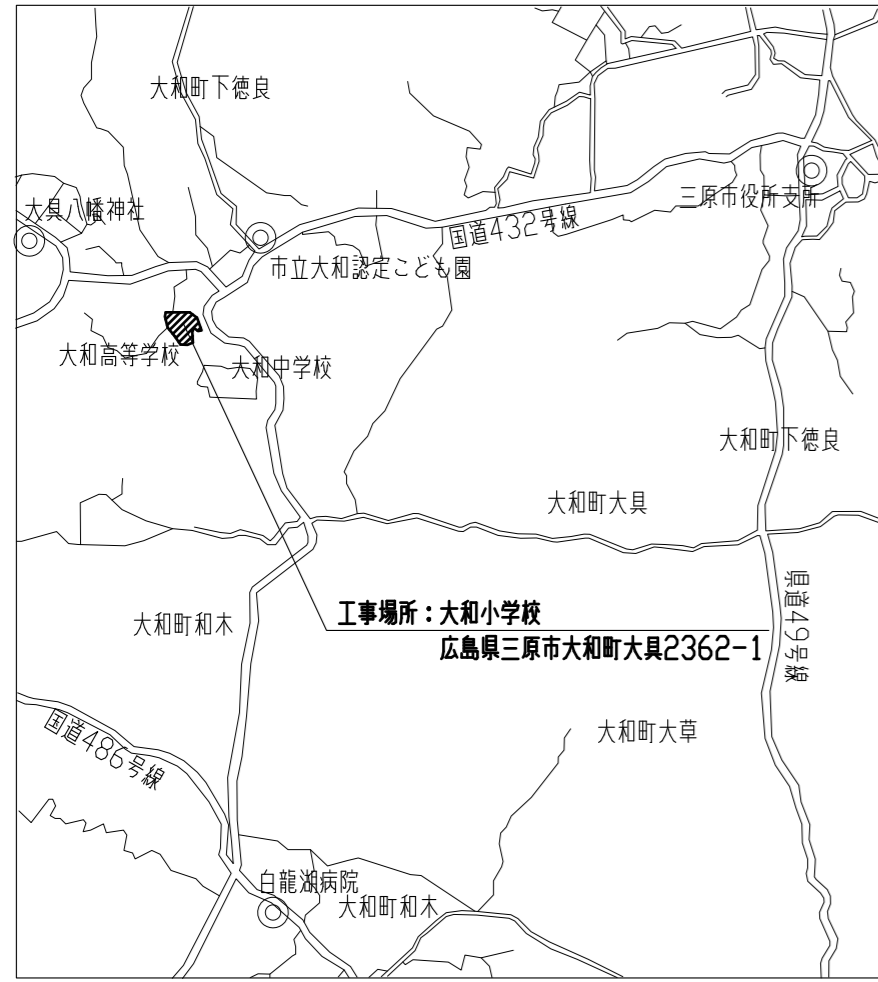 大和町下徳良
大具八幡神社
三原市役所支所
国道432号線
市立大和認定こども園
大和高等学校
大和中学校
大和町下徳良
大和町大具
県道49号線
工事場所：大和小学校
広島県三原市大和町大具2362-1
大和町和木
国道486号線
大和町大草
白龍湖病院
大和町和木